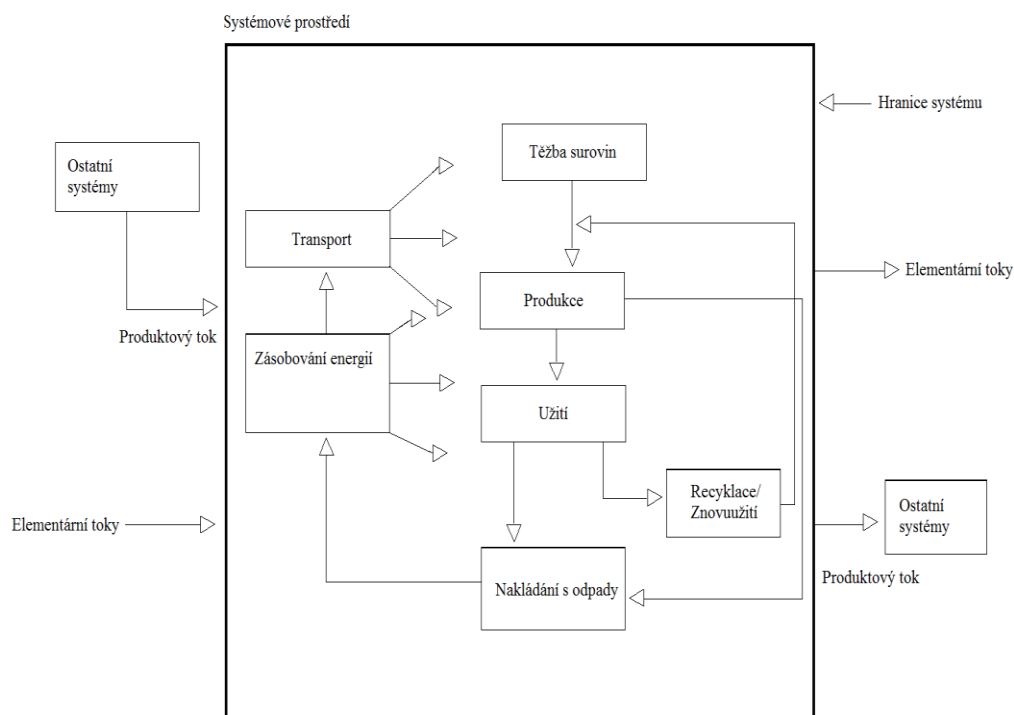 Systémové prostředí
Hranice systému
Těžba surovin
Ostatní
systémy
Transport
Elementární toky
Produkce
Produktový tok
Zásobování energií
Užití
Recyklace/
Znovuužití
Ostatní
systémy
Elementární toky
Produktový tok
Nakládání s odpady